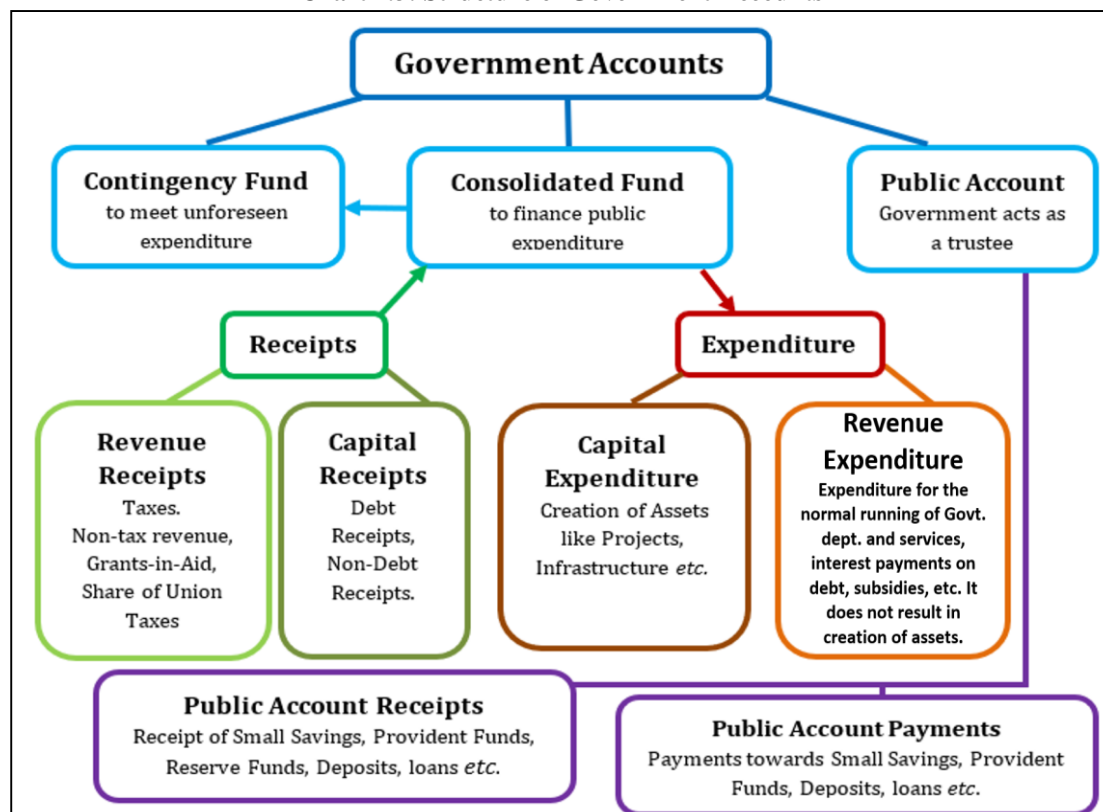 Government Accounts
Contingency Fund
to meet unforeseen
expenditure
Consolidated Fund
to finance public
expenditure
Public Account
Government acts as
a trustee
Receipts
Expenditure
Revenue
Receipts
Taxes.
Non-tax revenue,
Grants-in-Aid,
Share of Union
Taxes
Capital
Receipts
Debt
Receipts,
Non-Debt
Receipts.
Capital
Expenditure
Creation of Assets
like Projects,
Infrastructure etc.
Revenue
Expenditure
Expenditure for the
normal running of Govt.
dept. and services,
interest payments on
debt, subsidies, etc. It
does not result in
creation of assets.
Public Account Receipts
Receipt of Small Savings, Provident Funds,
Reserve Funds, Deposits, loans etc.
Public Account Payments
Payments towards Small Savings, Provident
Funds, Deposits, loans etc.